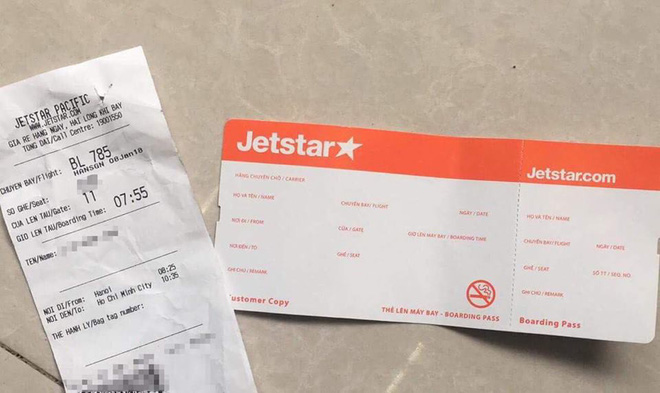 JETSTAR PACIFIC
WWW.JETSTAR.COM
GIA RE HANG NGAY, HAI LONG KHI BAY
TONG DAI/Call Centre: 19001550
CHUYEN BAY/Flight: BL 785
HANSGN 08Jan18
SO GHE/Seat:
CUA LEN TAU/Gate: 11
GIO LEN TAU/Boarding Time: 07:55
TEN/Name:
NOI DI/From: Hanoi 08:25
NOI DEN/To: Ho Chi Minh City 10:35
THE HANH LY/Bag tag number:
Jetstar
HÃNG CHUYÊN CHỞ / CARRIER
HỌ VÀ TÊN / NAME
CHUYẾN BAY / FLIGHT
NGÀY / DATE
NƠI ĐI / FROM
CỬA / GATE
GIỜ LÊN MÁY BAY / BOARDING TIME
NƠI ĐẾN / TO
GHẾ / SEAT
GHI CHÚ / REMARK
Customer Copy
THẺ LÊN MÁY BAY - BOARDING PASS
Jetstar.com
HỌ VÀ TÊN / NAME
CHUYẾN BAY / FLIGHT
NGÀY / DATE
GHẾ / SEAT
SỐ TT / SEQ. NO
GHI CHÚ / REMARK
Boarding Pass